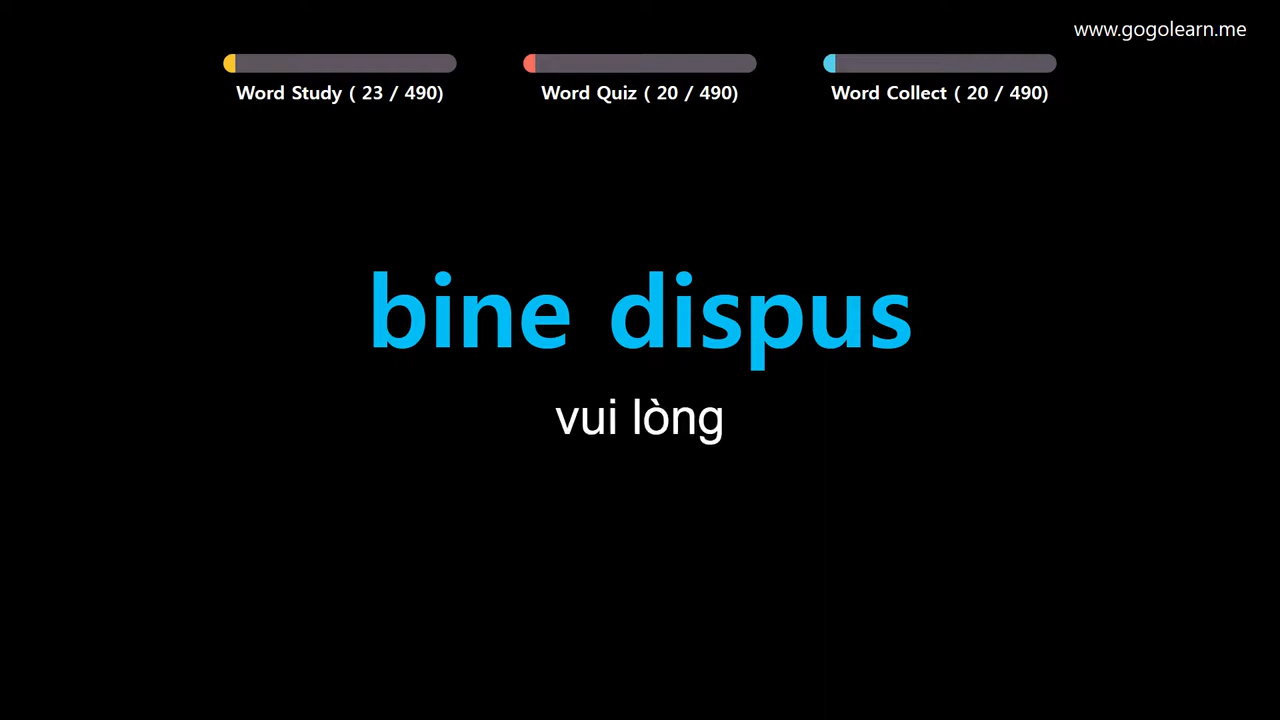 www.gogolearn.me
Word Study ( 23 / 490)
Word Quiz ( 20 / 490)
Word Collect ( 20 / 490)
bine dispus
vui lòng